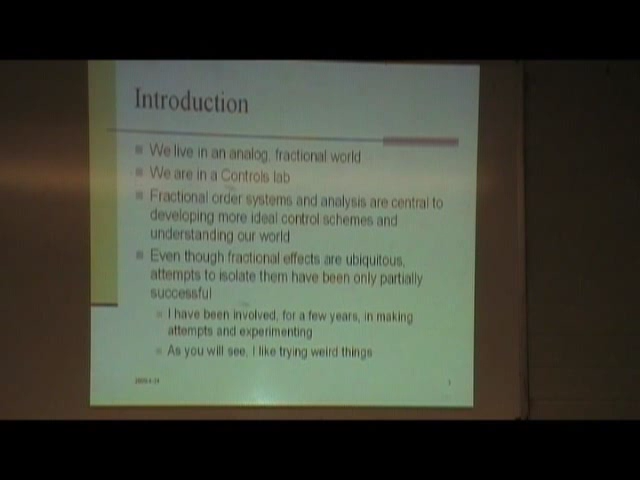 Introduction
We live in an analog, fractional world
We are in a Controls lab
Fractional order systems and analysis are central to
developing more ideal control schemes and
understanding our world
Even though fractional effects are ubiquitous,
attempts to isolate them have been only partially
successful
I have been involved, for a few years, in making
attempts and experimenting
As you will see, I like trying weird things